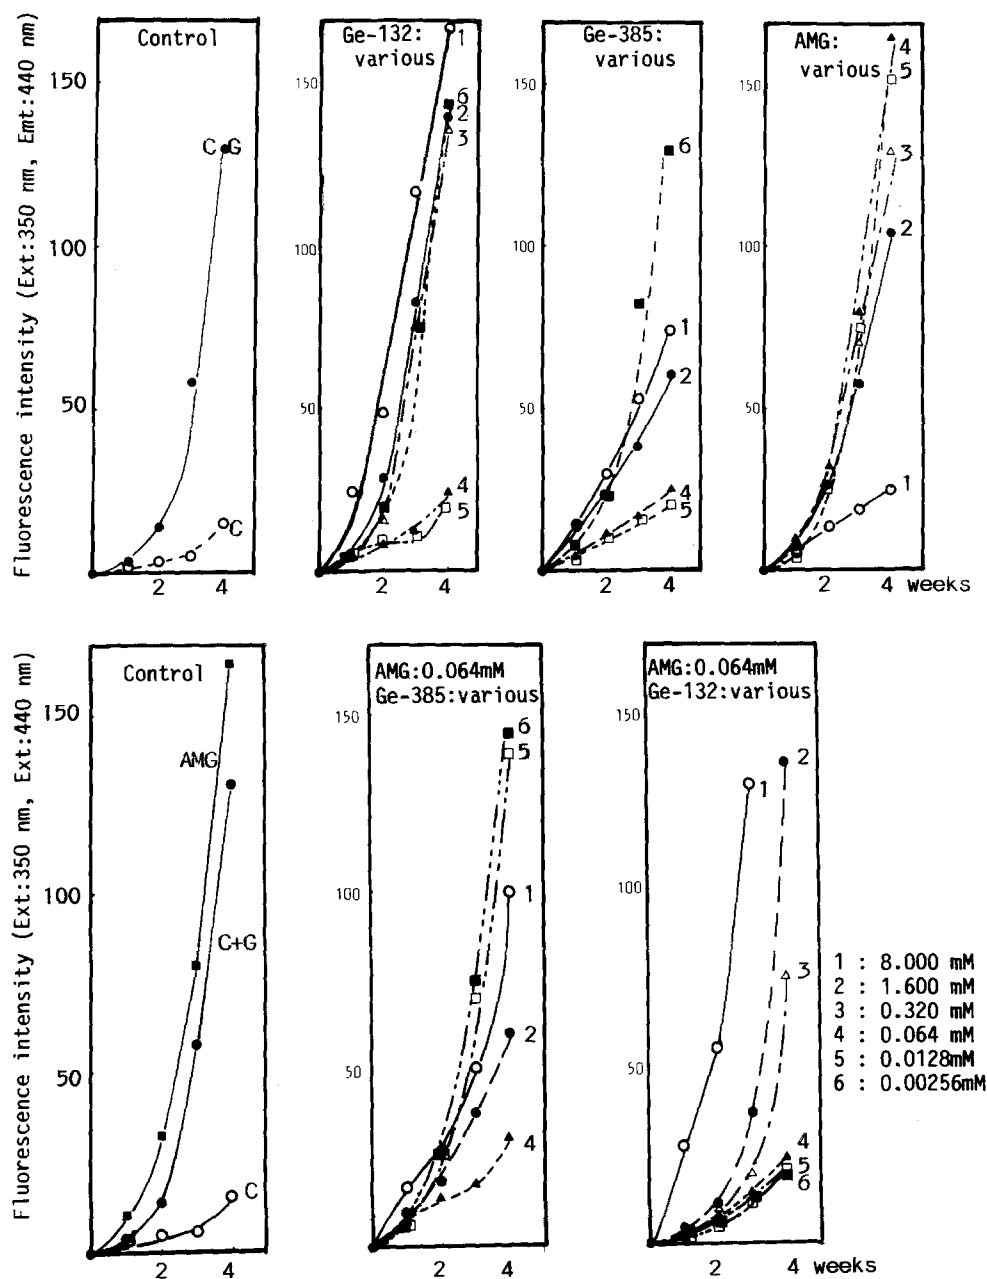 Fluorescence intensity (Ext:350 nm, Emt:440 nm)
Control
150
100
50
C G
C
2 4
Ge-132:
various
150
100
50
1
6
2
3
4
5
2 4
Ge-385:
various
150
100
50
6
1
2
4
5
2 4
AMG:
various
150
100
50
4
5
3
2
1
2 4 weeks
Fluorescence intensity (Ext:350 nm, Ext:440 nm)
Control
150
100
50
AMG
C+G
C
2 4
AMG:0.064mM
Ge-385:various
150
100
50
6
5
1
2
4
2 4
AMG:0.064mM
Ge-132:various
150
100
50
1
2
3
4
5
6
2 4 weeks
1 : 8.000 mM
2 : 1.600 mM
3 : 0.320 mM
4 : 0.064 mM
5 : 0.0128mM
6 : 0.00256mM